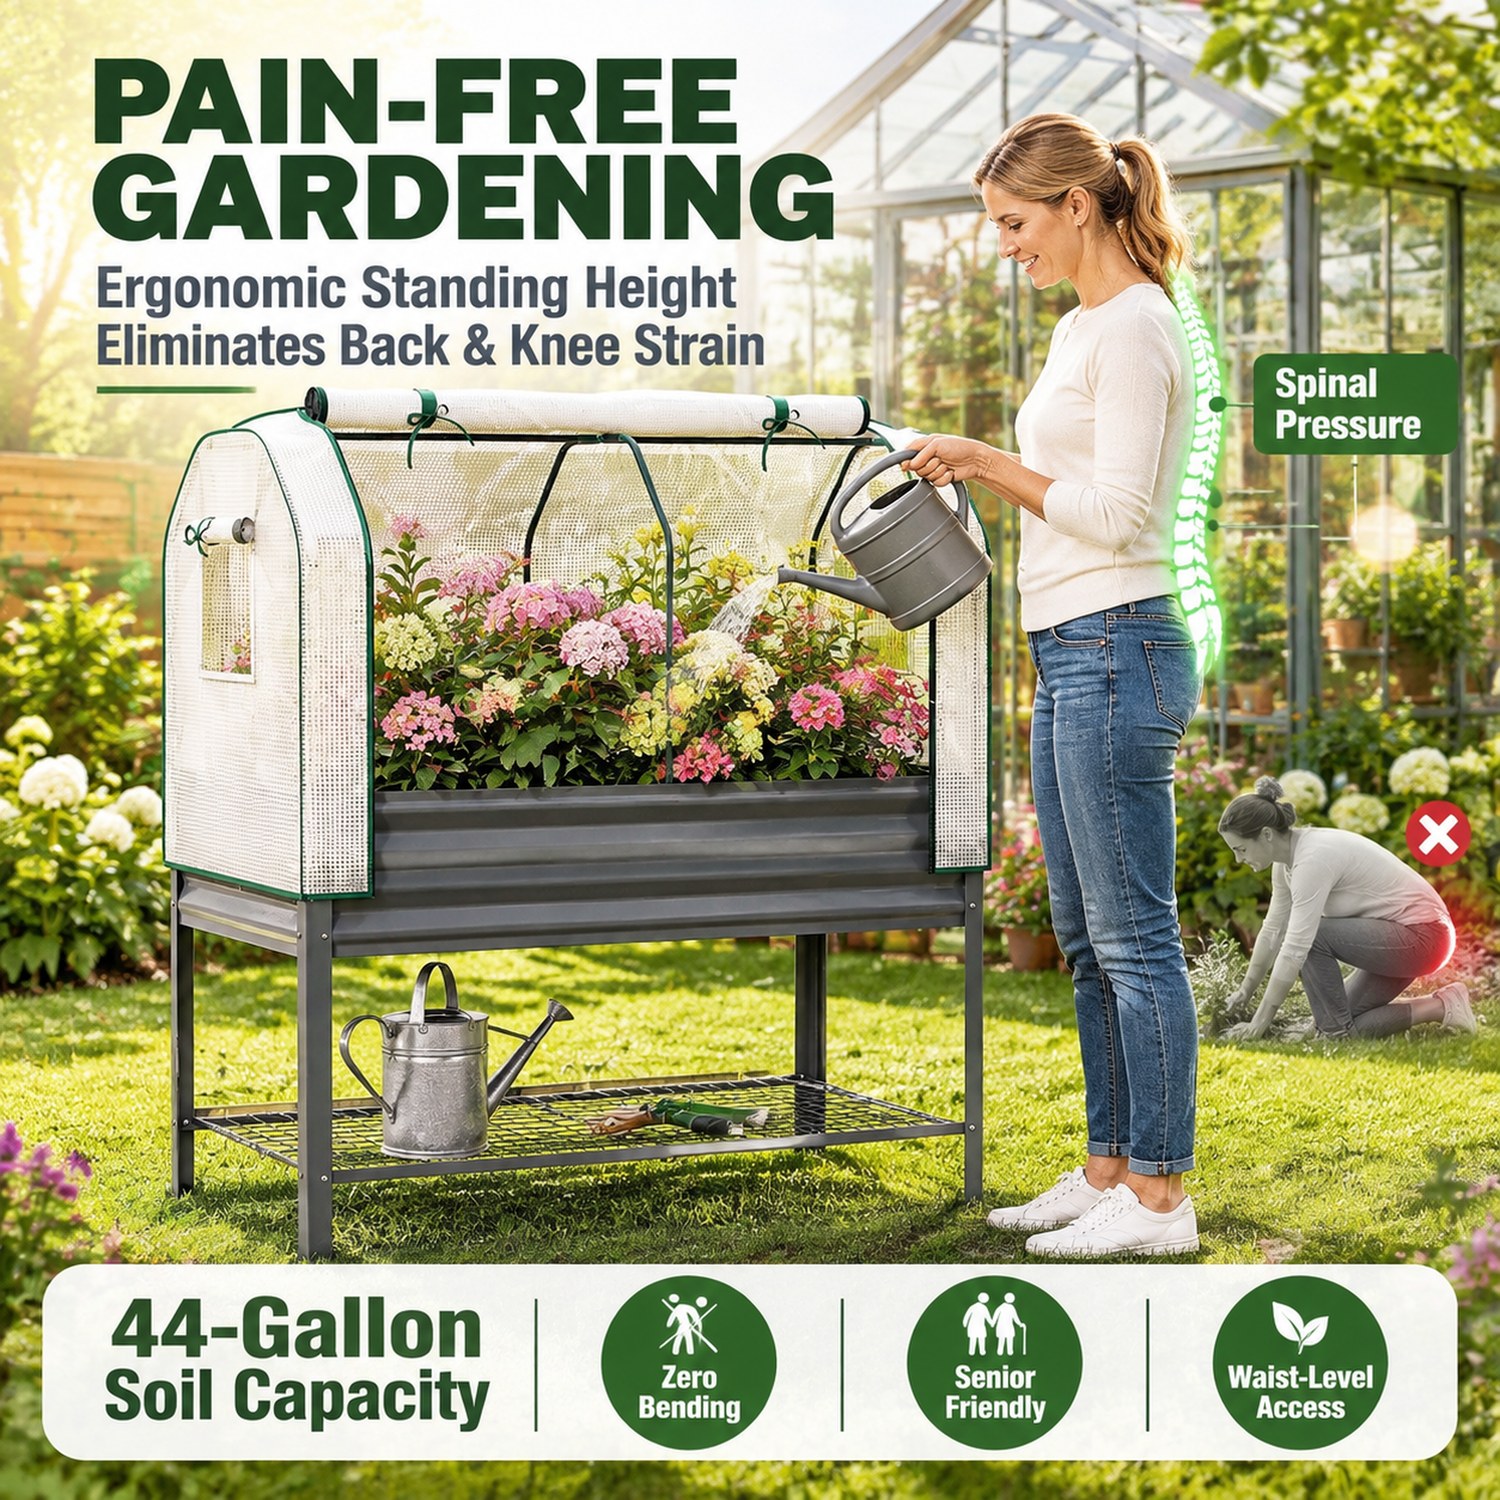 PAIN-FREE
GARDENING
Ergonomic Standing Height
Eliminates Back & Knee Strain
Spinal
Pressure
44-Gallon
Soil Capacity
Zero
Bending
Senior
Friendly
Waist-Level
Access